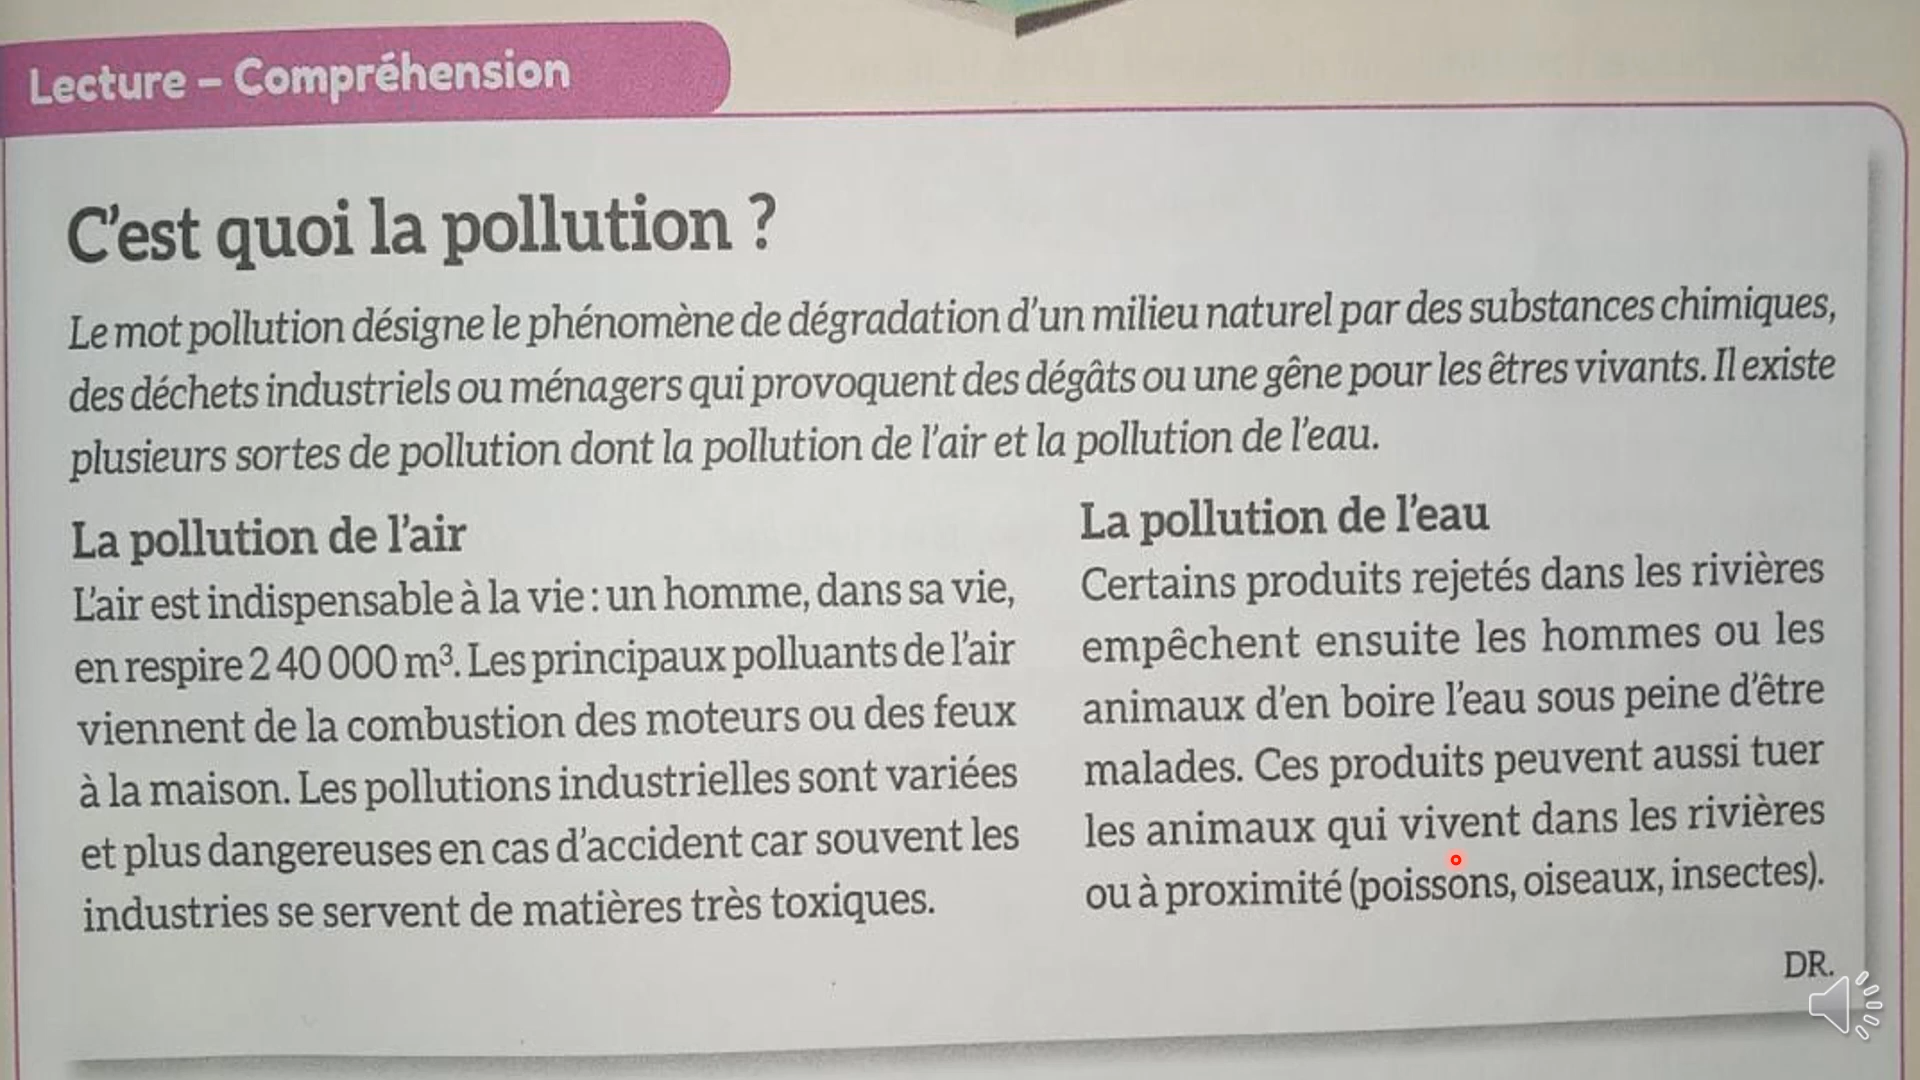 Lecture – Compréhension
C'est quoi la pollution ?
Le mot pollution désigne le phénomène de dégradation d'un milieu naturel par des substances chimiques,
des déchets industriels ou ménagers qui provoquent des dégâts ou une gêne pour les êtres vivants. Il existe
plusieurs sortes de pollution dont la pollution de l'air et la pollution de l'eau.
La pollution de l'air
L'air est indispensable à la vie : un homme, dans sa vie,
en respire 2 40 000 m³. Les principaux polluants de l'air
viennent de la combustion des moteurs ou des feux
à la maison. Les pollutions industrielles sont variées
et plus dangereuses en cas d'accident car souvent les
industries se servent de matières très toxiques.
La pollution de l'eau
Certains produits rejetés dans les rivières
empêchent ensuite les hommes ou les
animaux d'en boire l'eau sous peine d'être
malades. Ces produits peuvent aussi tuer
les animaux qui vivent dans les rivières
ou à proximité (poissons, oiseaux, insectes).
DR.